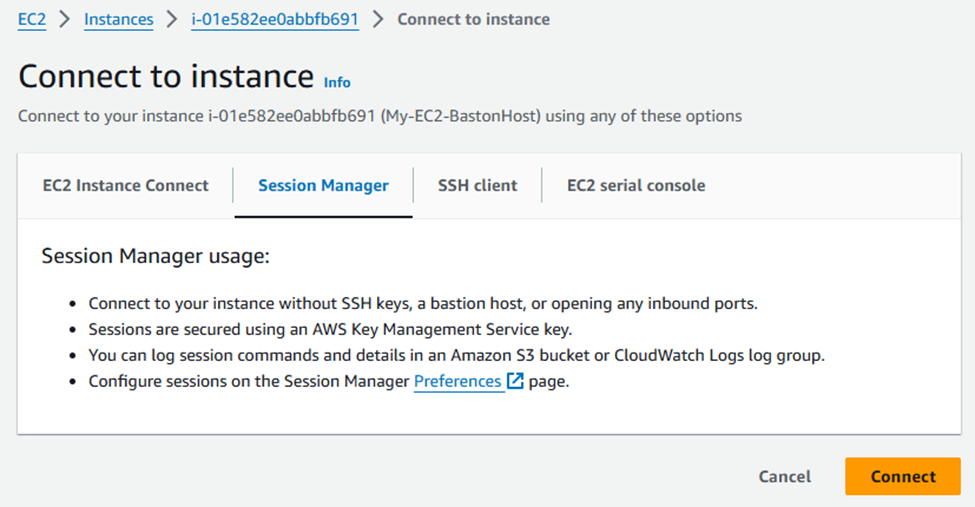 EC2 > Instances > i-01e582ee0abbfb691 > Connect to instance
Connect to instance Info
Connect to your instance i-01e582ee0abbfb691 (My-EC2-BastonHost) using any of these options
EC2 Instance Connect Session Manager SSH client EC2 serial console
Session Manager usage:
• Connect to your instance without SSH keys, a bastion host, or opening any inbound ports.
• Sessions are secured using an AWS Key Management Service key.
• You can log session commands and details in an Amazon S3 bucket or CloudWatch Logs log group.
• Configure sessions on the Session Manager Preferences page.
Cancel Connect